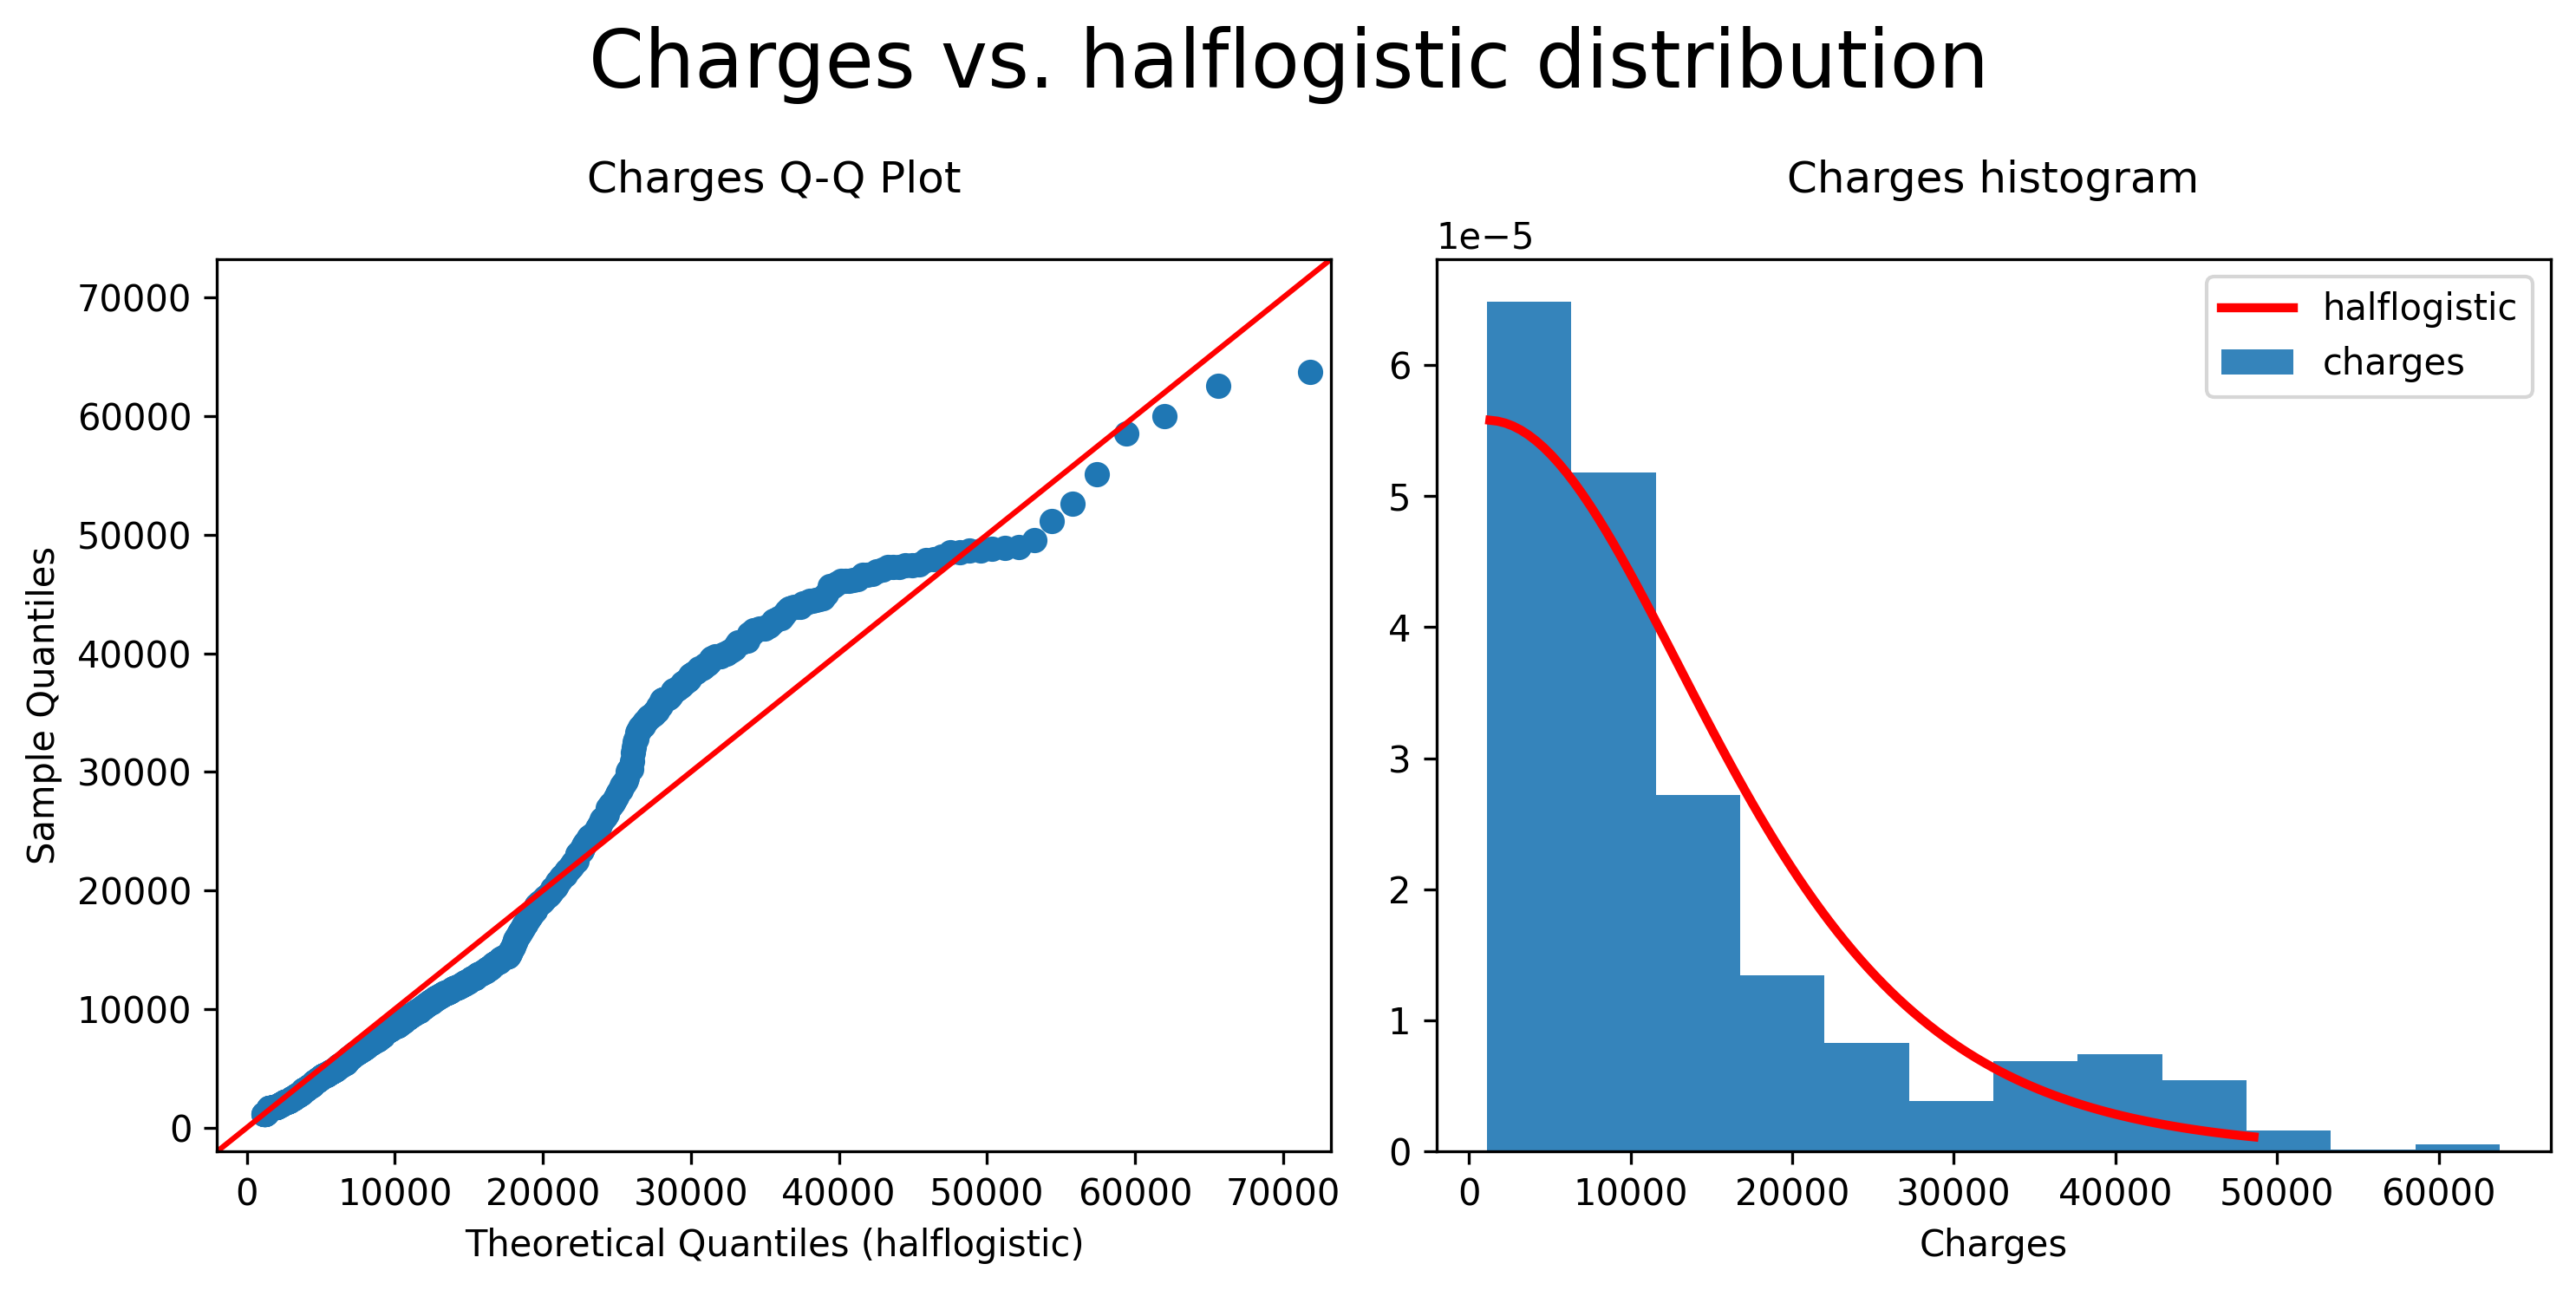 Charges vs. halflogistic distribution
Charges Q-Q Plot
70000
60000
50000
40000
30000
20000
10000
0
Sample Quantiles
0 10000 20000 30000 40000 50000 60000 70000
Theoretical Quantiles (halflogistic)
Charges histogram
1e−5
halflogistic
charges
6
5
4
3
2
1
0
0 10000 20000 30000 40000 50000 60000
Charges